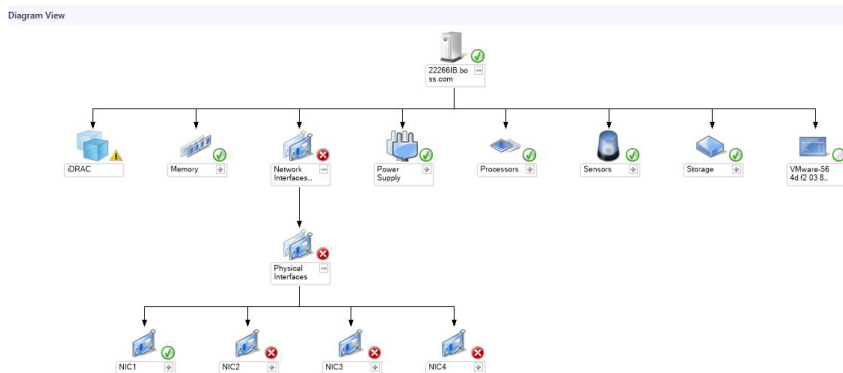 Diagram View
22266IB.bo
ss.com
iDRAC
Memory
Network
Interfaces...
Power
Supply
Processors
Sensors
Storage
VMware-56
4d f2 03 8...
Physical
Interfaces
NIC1
NIC2
NIC3
NIC4